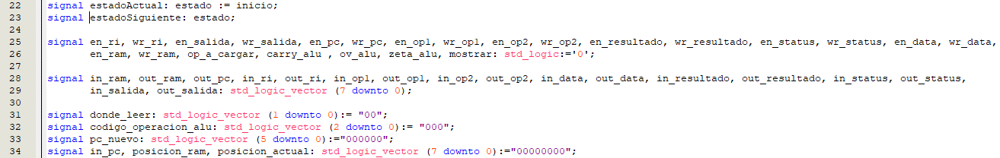 22 signal estadoActual: estado := inicio;
23 signal estadoSiguiente: estado;
24
25 signal en_ri, wr_ri, en_salida, wr_salida, en_pc, wr_pc, en_op1, wr_op1, en_op2, wr_op2, en_resultado, wr_resultado, en_status, wr_status, en_data, wr_data,
26 en_ram, wr_ram, op_a_cargar, carry_alu , ov_alu, zeta_alu, mostrar: std_logic:='0';
27
28 signal in_ram, out_ram, out_pc, in_ri, out_ri, in_op1, out_op1, in_op2, out_op2, in_data, out_data, in_resultado, out_resultado, in_status, out_status,
29 in_salida, out_salida: std_logic_vector (7 downto 0);
30
31 signal donde_leer: std_logic_vector (1 downto 0):= "00";
32 signal codigo_operacion_alu: std_logic_vector (2 downto 0):= "000";
33 signal pc_nuevo: std_logic_vector (5 downto 0):="000000";
34 signal in_pc, posicion_ram, posicion_actual: std_logic_vector (7 downto 0):="00000000";